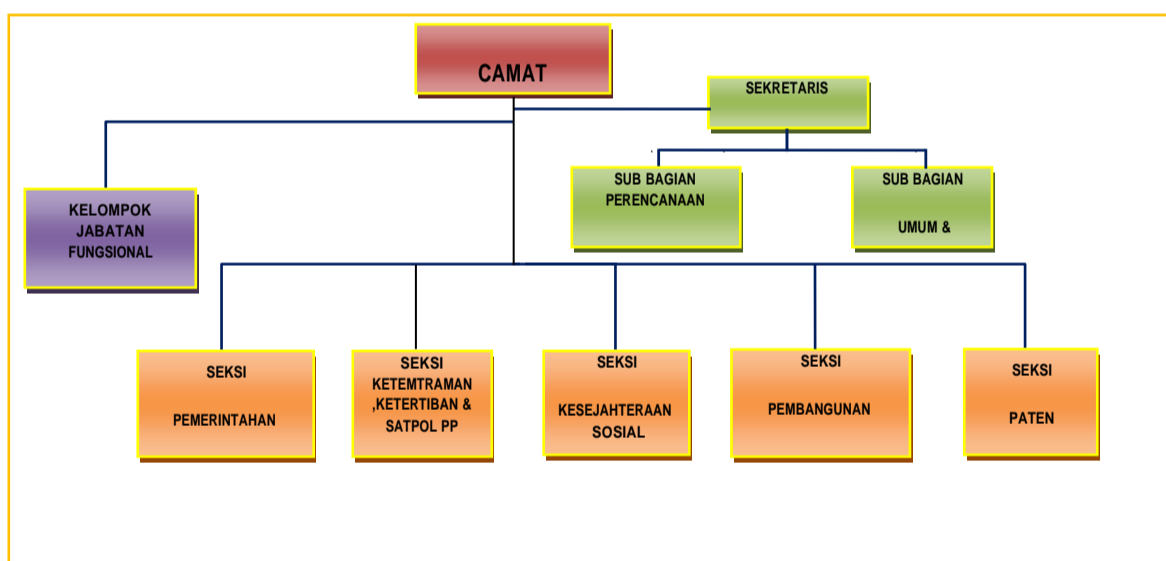 CAMAT
SEKRETARIS
SUB BAGIAN
PERENCANAAN
SUB BAGIAN
UMUM &
KELOMPOK
JABATAN
FUNGSIONAL
SEKSI
PEMERINTAHAN
SEKSI
KETEMTRAMAN
,KETERTIBAN &
SATPOL PP
SEKSI
KESEJAHTERAAN
SOSIAL
SEKSI
PEMBANGUNAN
SEKSI
PATEN